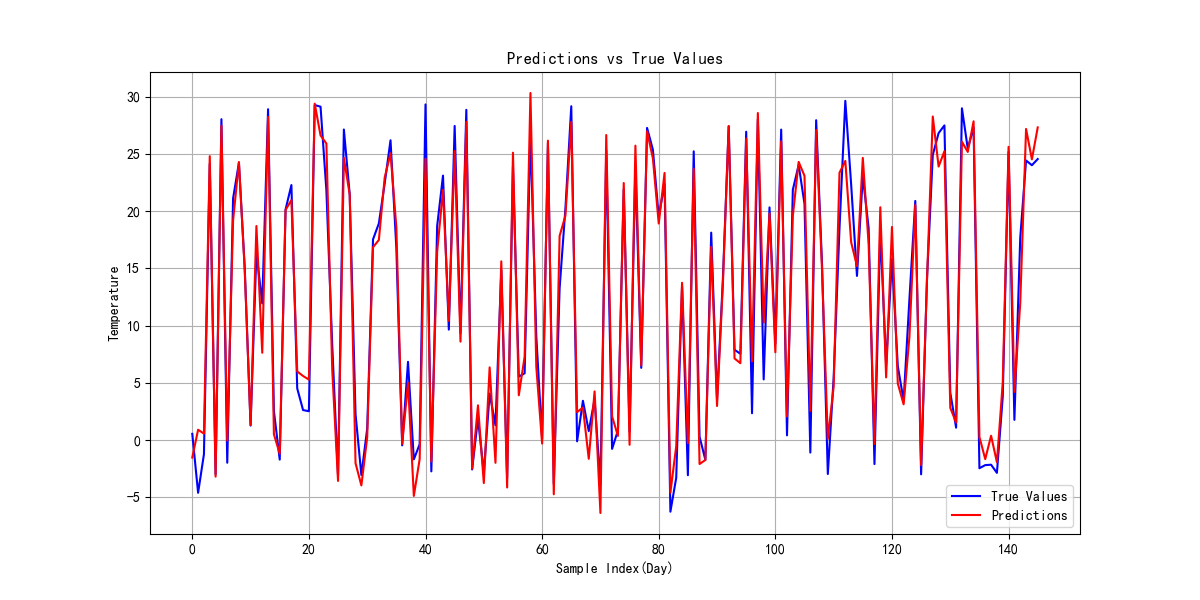 Predictions vs True Values
30
25
20
15
10
5
0
−5
Temperature
0 20 40 60 80 100 120 140
Sample Index(Day)
True Values
Predictions